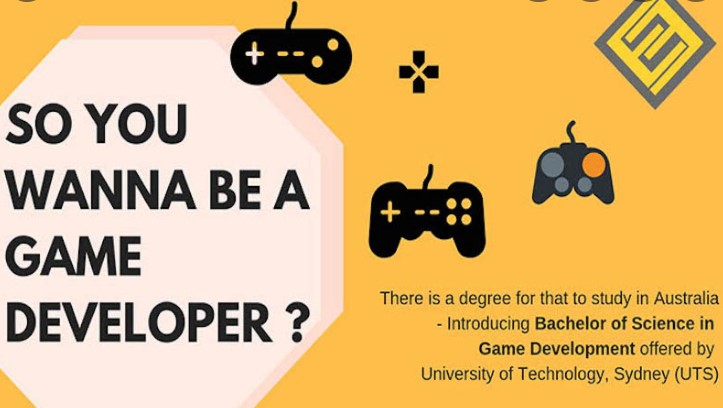 SO YOU
WANNA BE A
GAME
DEVELOPER ?
There is a degree for that to study in Australia
- Introducing Bachelor of Science in
Game Development offered by
University of Technology, Sydney (UTS)